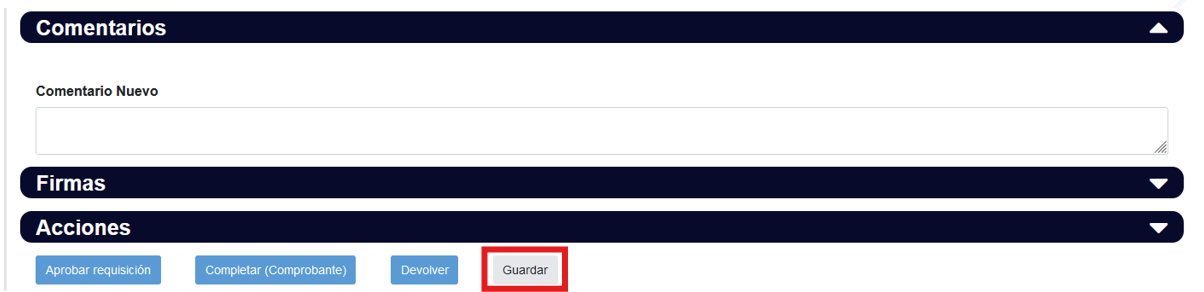 Comentarios
Comentario Nuevo
Firmas
Acciones
Aprobar requisición Completar (Comprobante) Devolver Guardar